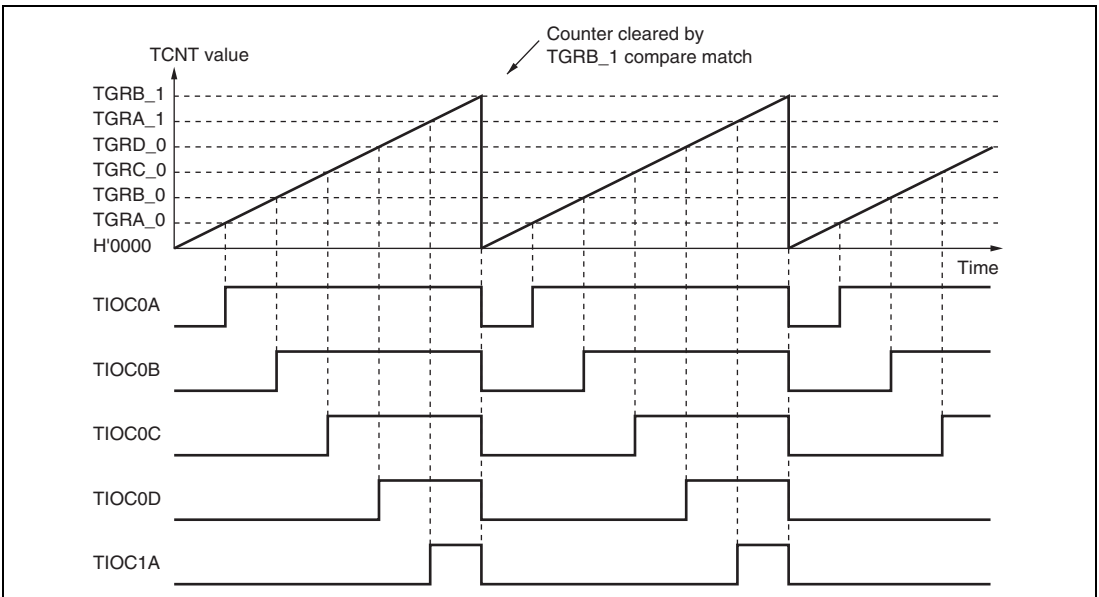 Counter cleared by
TGRB_1 compare match
TCNT value
TGRB_1
TGRA_1
TGRD_0
TGRC_0
TGRB_0
TGRA_0
H'0000
Time
TIOC0A
TIOC0B
TIOC0C
TIOC0D
TIOC1A